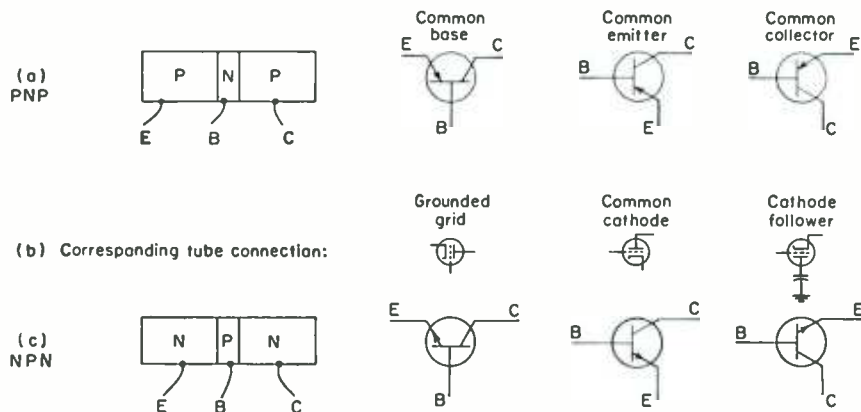 Common base
Common emitter
Common collector
(a)
PNP
P N P
E B C
E C B
B C E
B E C
Grounded grid
Common cathode
Cathode follower
(b) Corresponding tube connection:
(c)
NPN
N P N
E B C
E C B
B C E
B E C